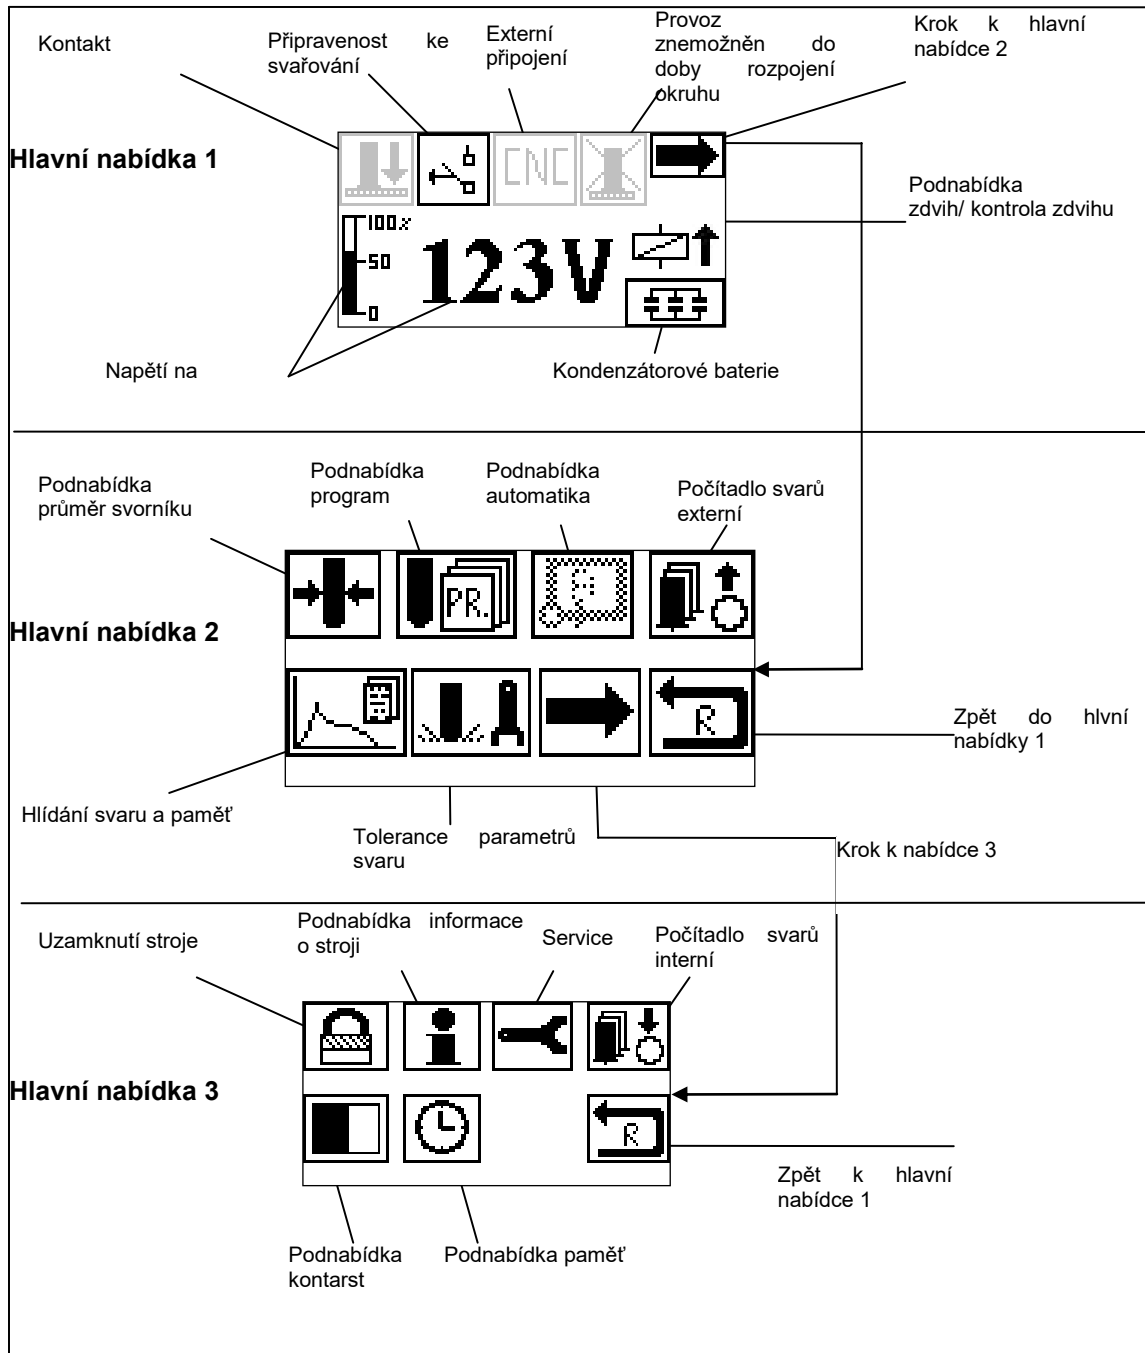 Kontakt
Připravenost ke
svařování
Externí
připojení
Provoz
znemožněn do
doby rozpojení
okruhu
Krok k hlavní
nabídce 2
Hlavní nabídka 1
CNC
Podnabídka
zdvih/ kontrola zdvihu
100%
50
0
123V
Napětí na
Kondenzátorové baterie
Podnabídka
průměr svorníku
Podnabídka
program
Podnabídka
automatika
Počítadlo svarů
externí
PR.
Hlavní nabídka 2
R
Zpět do hlvní
nabídky 1
Hlídání svaru a paměť
Tolerance parametrů
svaru
Krok k nabídce 3
Uzamknutí stroje
Podnabídka informace
o stroji
Service
Počítadlo svarů
interní
Hlavní nabídka 3
R
Zpět k hlavní
nabídce 1
Podnabídka
kontarst
Podnabídka paměť